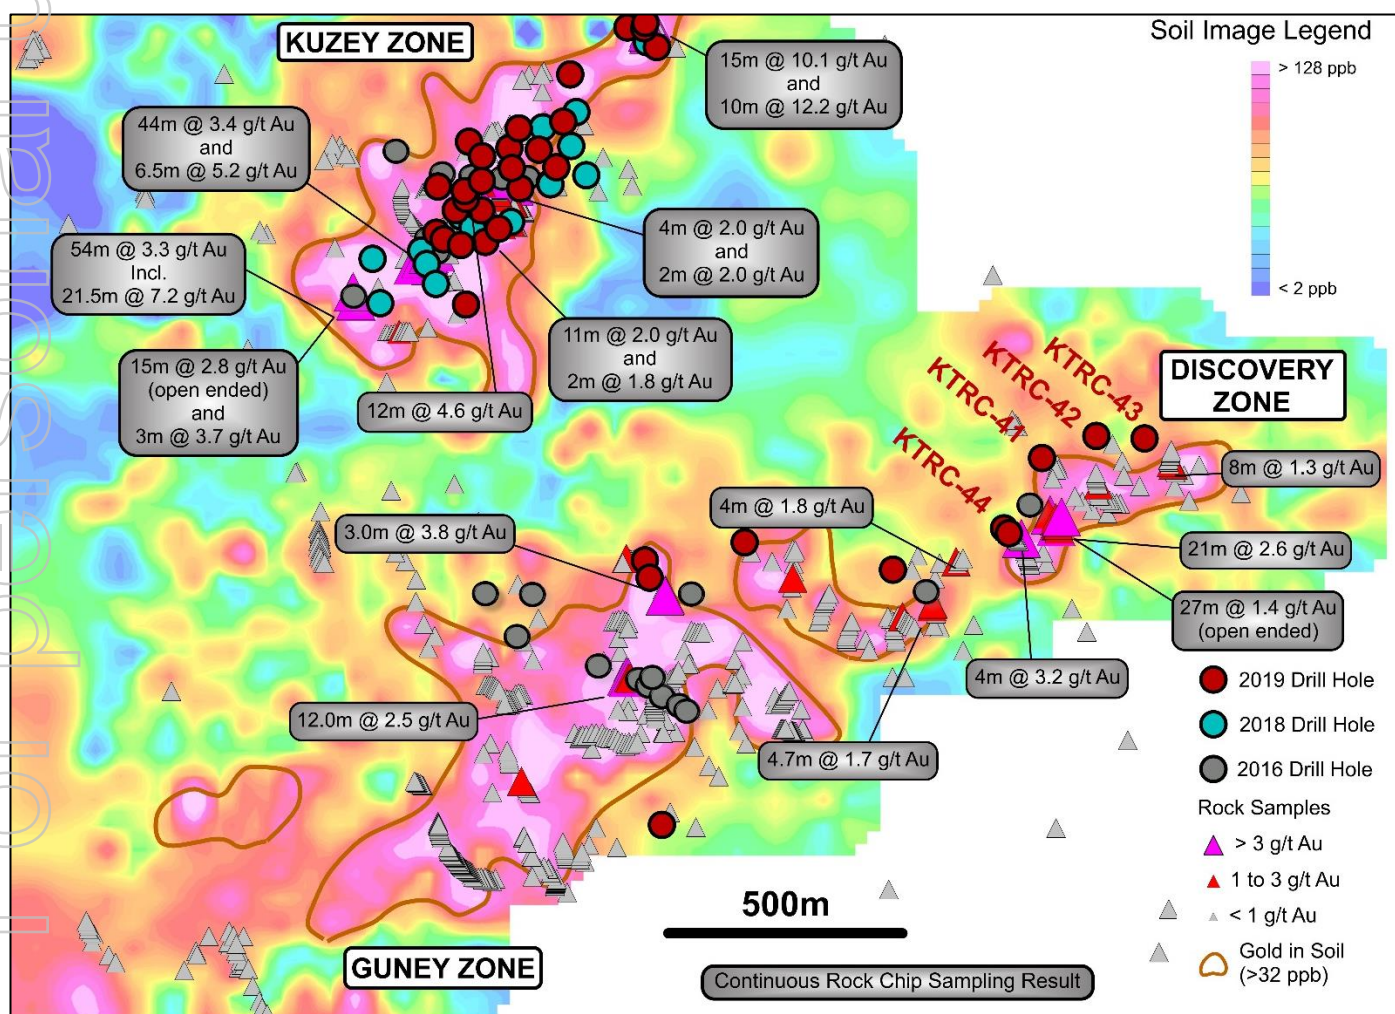 KUZEY ZONE
Soil Image Legend
> 128 ppb
< 2 ppb
15m @ 10.1 g/t Au
and
10m @ 12.2 g/t Au
44m @ 3.4 g/t Au
and
6.5m @ 5.2 g/t Au
4m @ 2.0 g/t Au
and
2m @ 2.0 g/t Au
54m @ 3.3 g/t Au
Incl.
21.5m @ 7.2 g/t Au
11m @ 2.0 g/t Au
and
2m @ 1.8 g/t Au
15m @ 2.8 g/t Au
(open ended)
and
3m @ 3.7 g/t Au
12m @ 4.6 g/t Au
DISCOVERY
ZONE
KTRC-43
KTRC-42
KTRC-41
KTRC-44
8m @ 1.3 g/t Au
4m @ 1.8 g/t Au
3.0m @ 3.8 g/t Au
21m @ 2.6 g/t Au
27m @ 1.4 g/t Au
(open ended)
4m @ 3.2 g/t Au
12.0m @ 2.5 g/t Au
4.7m @ 1.7 g/t Au
2019 Drill Hole
2018 Drill Hole
2016 Drill Hole
Rock Samples
> 3 g/t Au
1 to 3 g/t Au
< 1 g/t Au
Gold in Soil
(>32 ppb)
500m
GUNEY ZONE
Continuous Rock Chip Sampling Result